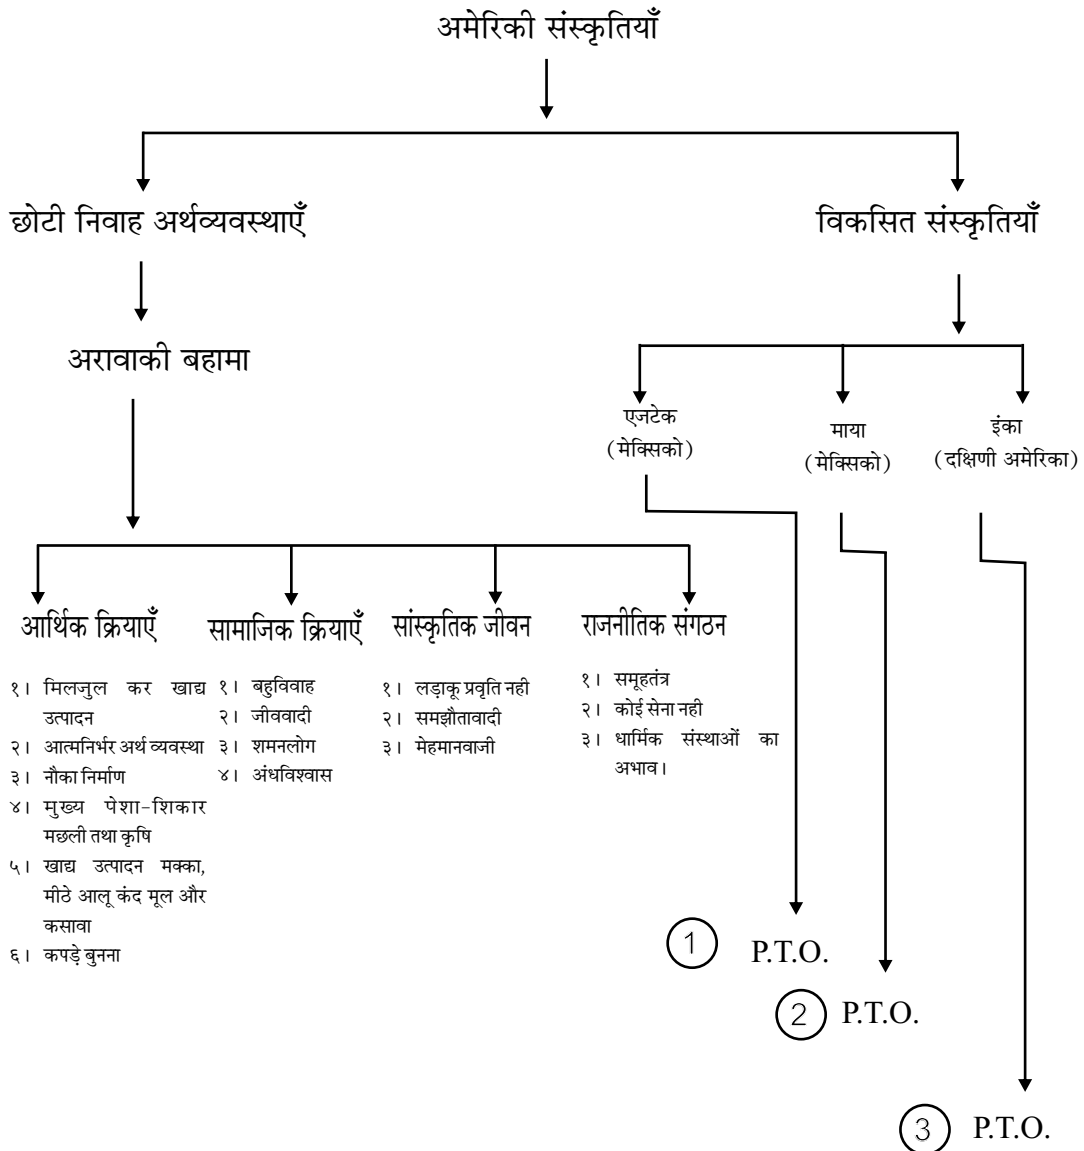 अमेरिकी संस्कृतियाँ
छोटी निवाह अर्थव्यवस्थाएँ
विकसित संस्कृतियाँ
अरावाकी बहामा
एजटेक
(मेक्सिको)
माया
(मेक्सिको)
इंका
(दक्षिणी अमेरिका)
आर्थिक क्रियाएँ
१। मिलजुल कर खाद्य
उत्पादन
२। आत्मनिर्भर अर्थ व्यवस्था
३। नौका निर्माण
४। मुख्य पेशा-शिकार
मछली तथा कृषि
५। खाद्य उत्पादन मक्का,
मीठे आलू कंद मूल और
कसावा
६। कपड़े बुनना
सामाजिक क्रियाएँ
१। बहुविवाह
२। जीववादी
३। शमनलोग
४। अंधविश्वास
सांस्कृतिक जीवन
१। लड़ाकू प्रवृति नही
२। समझौतावादी
३। मेहमानवाजी
राजनीतिक संगठन
१। समूहतंत्र
२। कोई सेना नही
३। धार्मिक संस्थाओं का
अभाव।
1 P.T.O.
2 P.T.O.
3 P.T.O.